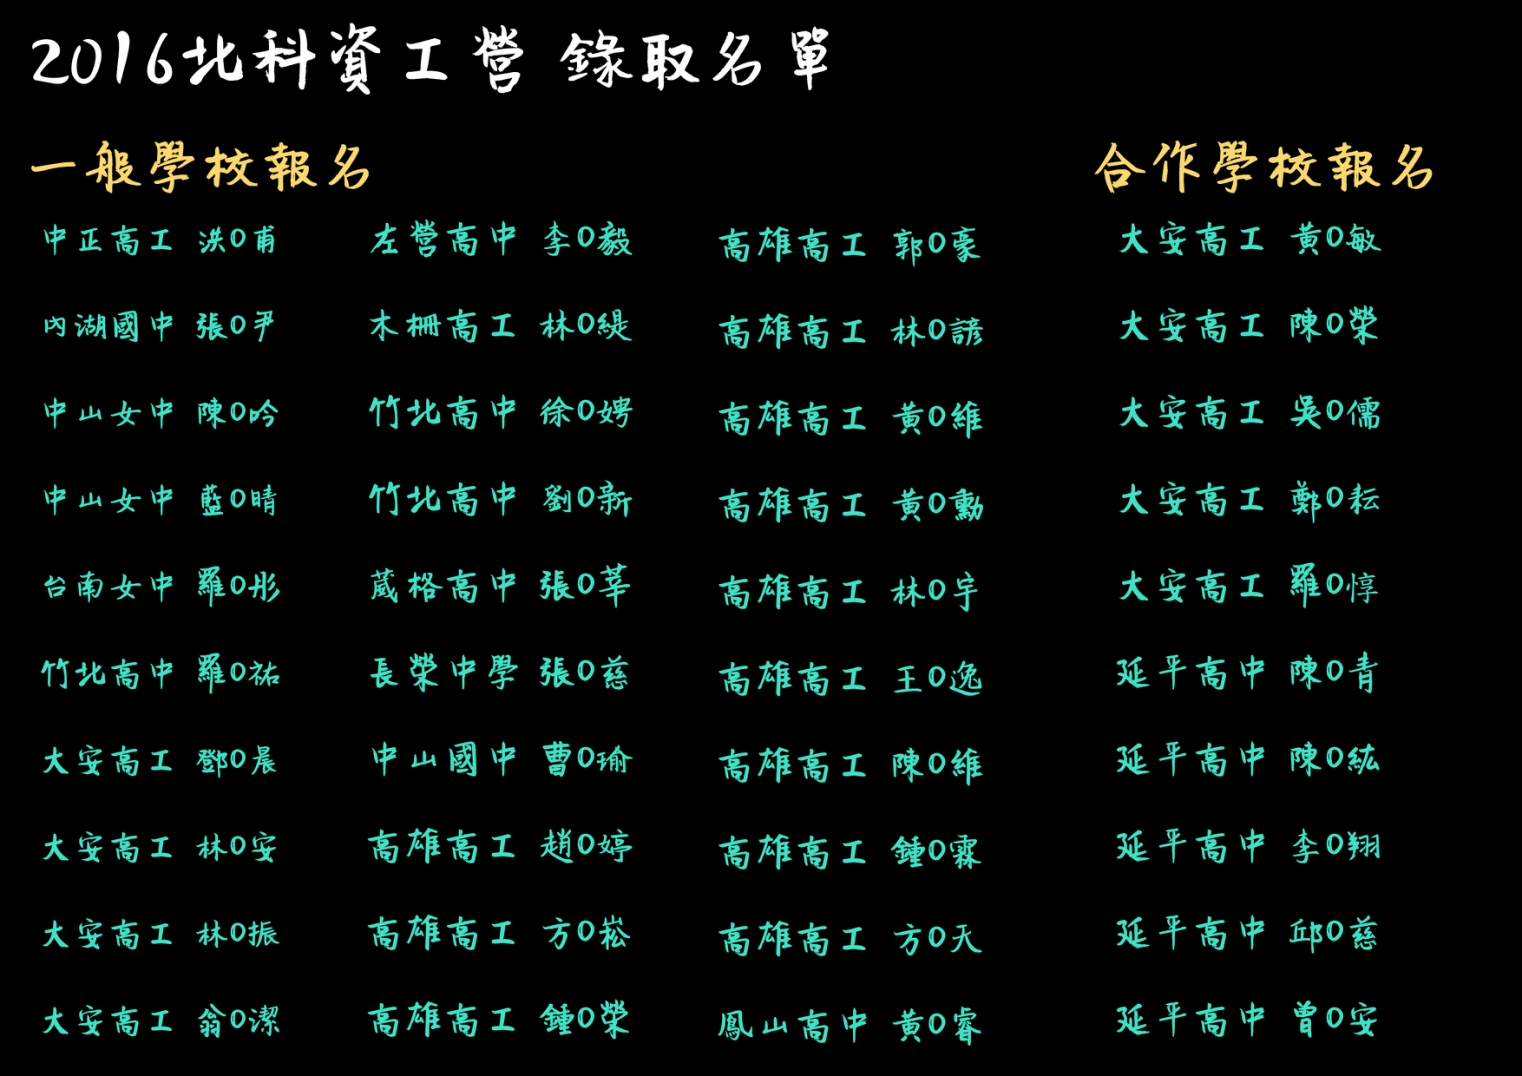 2016北科資工營 錄取名單
一般學校報名
中正高工 洪O甫
內湖國中 張O尹
中山女中 陳O吟
中山女中 藍O晴
台南女中 羅O彤
竹北高中 羅O祐
大安高工 鄧O晨
大安高工 林O安
大安高工 林O振
大安高工 翁O潔
左營高中 李O毅
木柵高工 林O緹
竹北高中 徐O娉
竹北高中 劉O新
葳格高中 張O莘
長榮中學 張O慈
中山國中 曹O瑜
高雄高工 趙O婷
高雄高工 方O崧
高雄高工 鍾O榮
高雄高工 郭O豪
高雄高工 林O諺
高雄高工 黃O維
高雄高工 黃O勳
高雄高工 林O宇
高雄高工 王O逸
高雄高工 陳O維
高雄高工 鍾O霖
高雄高工 方O天
鳳山高中 黃O睿
合作學校報名
大安高工 黃O敏
大安高工 陳O榮
大安高工 吳O儒
大安高工 鄭O耘
大安高工 羅O惇
延平高中 陳O青
延平高中 陳O紘
延平高中 李O翔
延平高中 邱O慈
延平高中 曾O安